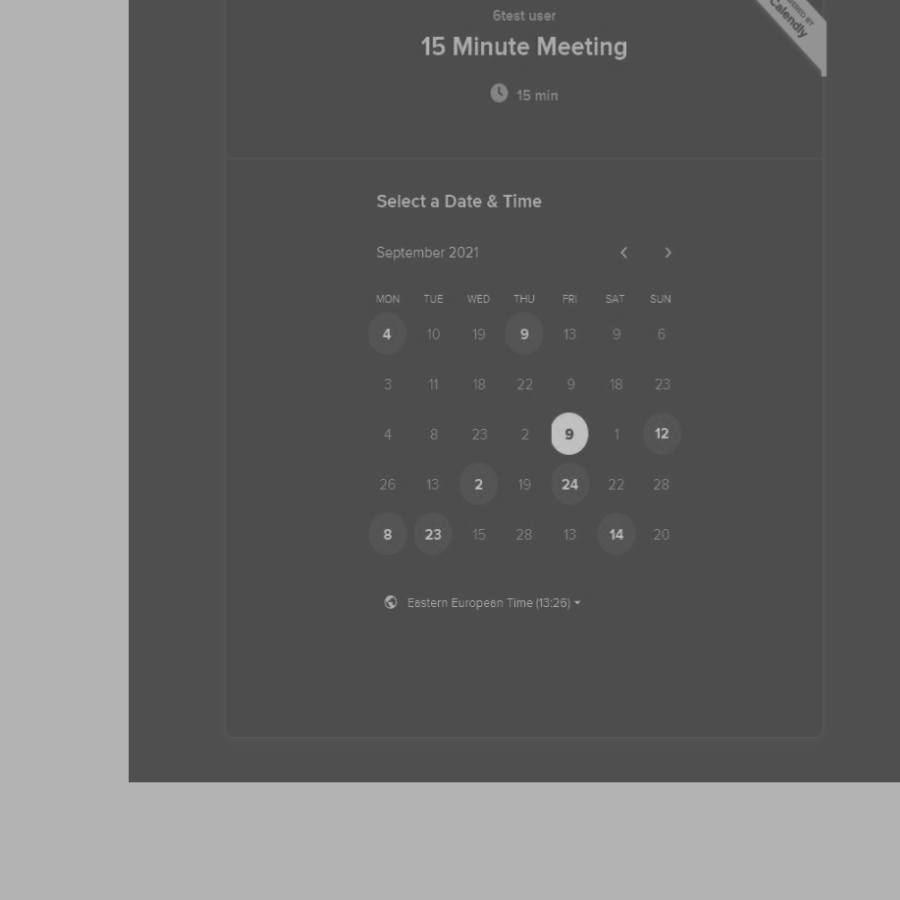 6test user
POWERED BY
Calendly
15 Minute Meeting
15 min
Select a Date & Time
September 2021
MON TUE WED THU FRI SAT SUN
4 10 19 9 13 9 6
3 11 18 22 9 18 23
4 8 23 2 9 1 12
26 13 2 19 24 22 28
8 23 15 28 13 14 20
Eastern European Time (13:26)